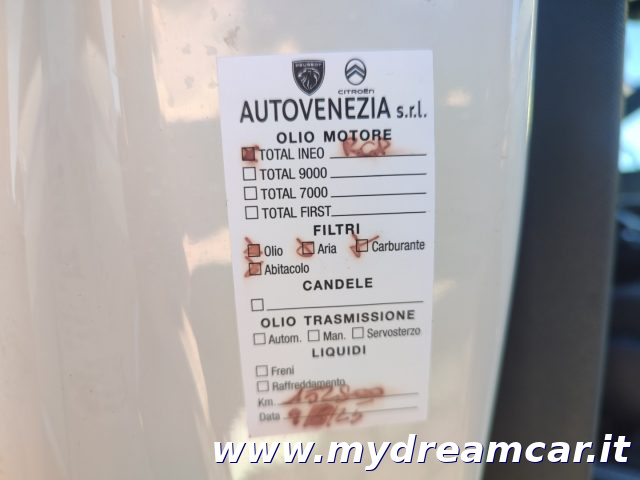 PEUGEOT
CITROËN
AUTOVENEZIA s.r.l.
OLIO MOTORE
TOTAL INEO
TOTAL 9000
TOTAL 7000
TOTAL FIRST
FILTRI
Olio Aria Carburante
Abitacolo
CANDELE
OLIO TRASMISSIONE
Autom. Man. Servosterzo
LIQUIDI
Freni
Raffreddamento
Km.
Data
www.mydreamcar.it